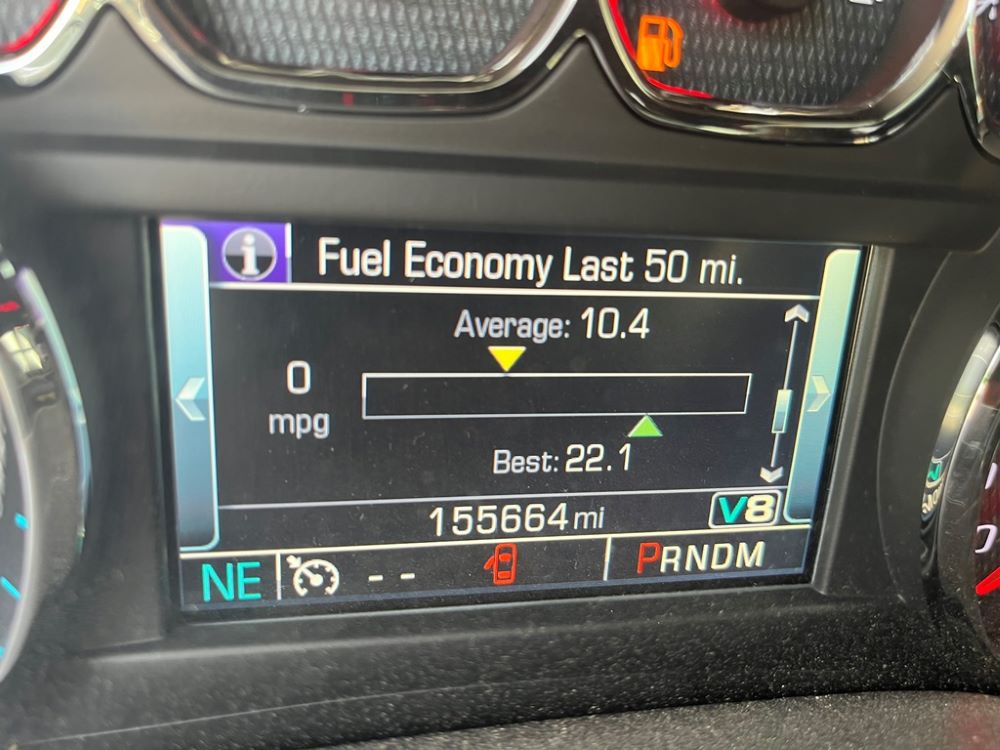 Fuel Economy Last 50 mi.
Average: 10.4
0
mpg
Best: 22.1
155664 mi
V8
NE
- -
PRNDM